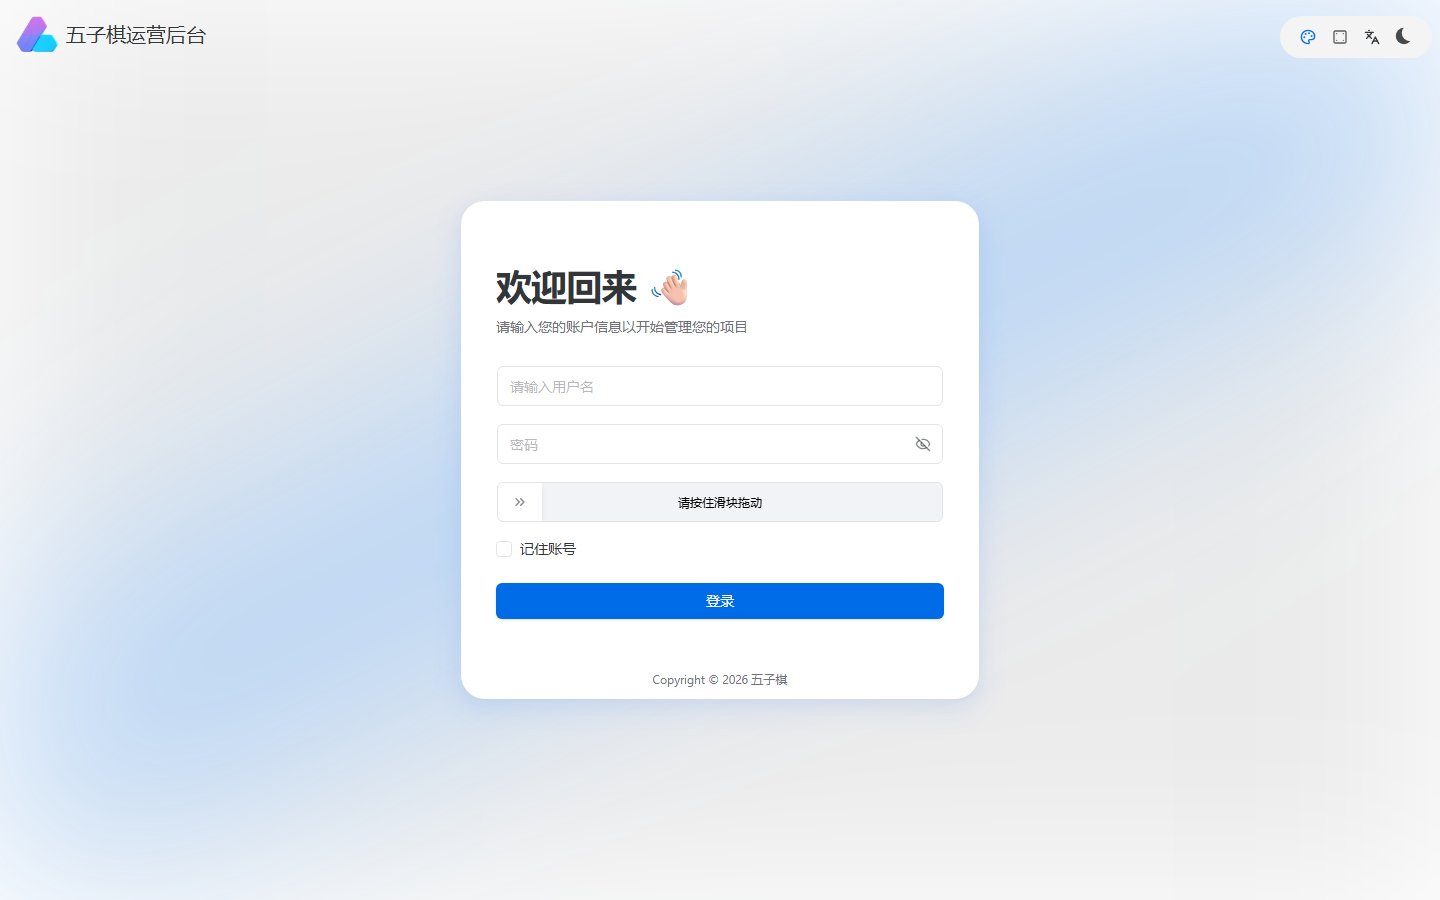 五子棋运营后台
欢迎回来
请输入您的账户信息以开始管理您的项目
请输入用户名
密码
请按住滑块拖动
记住账号
登录
Copyright © 2026 五子棋